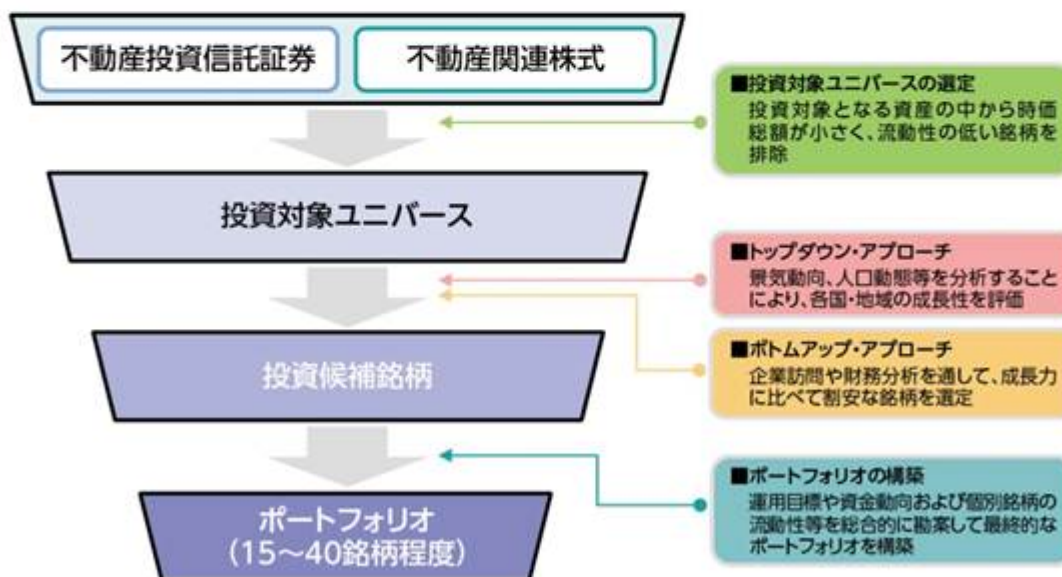 不動産投資信託証券
不動産関連株式
■投資対象ユニバースの選定
投資対象となる資産の中から時価
総額が小さく、流動性の低い銘柄を
排除
投資対象ユニバース
■トップダウン・アプローチ
景気動向、人口動態等を分析すること
により、各国・地域の成長性を評価
■ボトムアップ・アプローチ
企業訪問や財務分析を通して、成長力
に比べて割安な銘柄を選定
投資候補銘柄
■ポートフォリオの構築
運用目標や資金動向および個別銘柄の
流動性等を総合的に勘案して最終的な
ポートフォリオを構築
ポートフォリオ
（15～40銘柄程度）